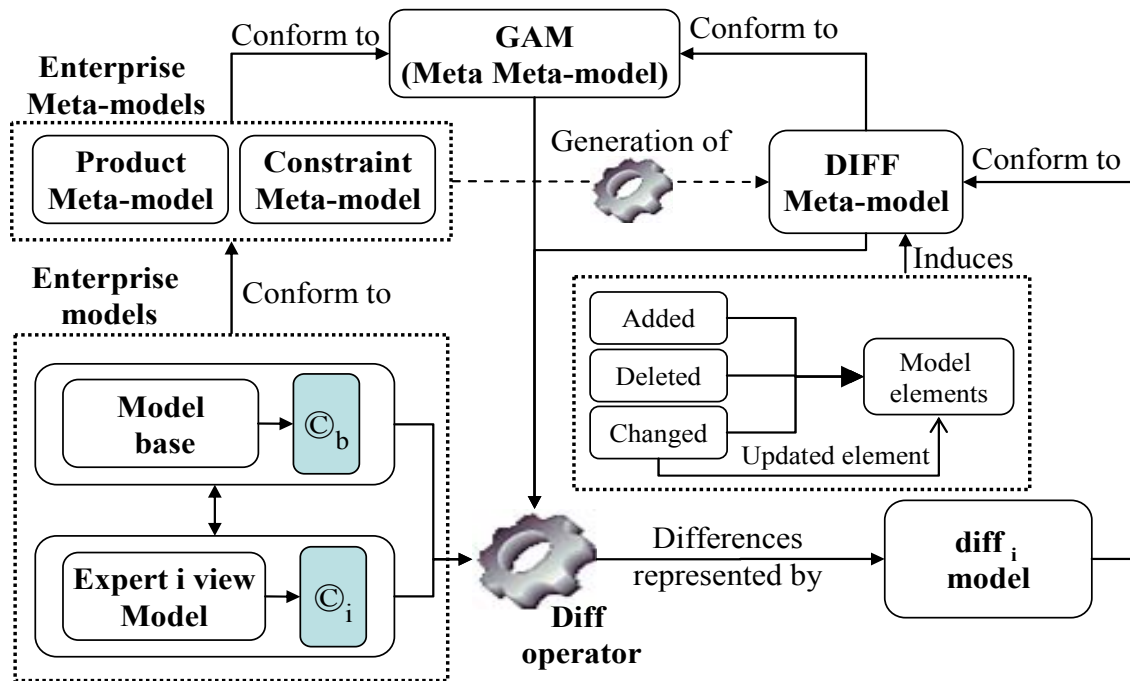 Conform to
GAM
(Meta Meta-model)
Conform to
Enterprise
Meta-models
Product
Meta-model
Constraint
Meta-model
Generation of
DIFF
Meta-model
Conform to
Enterprise
models
Conform to
Induces
Added
Deleted
Changed
Model
elements
Updated element
Model
base
©b
Expert i view
Model
©i
Diff
operator
Differences
represented by
diff i
model